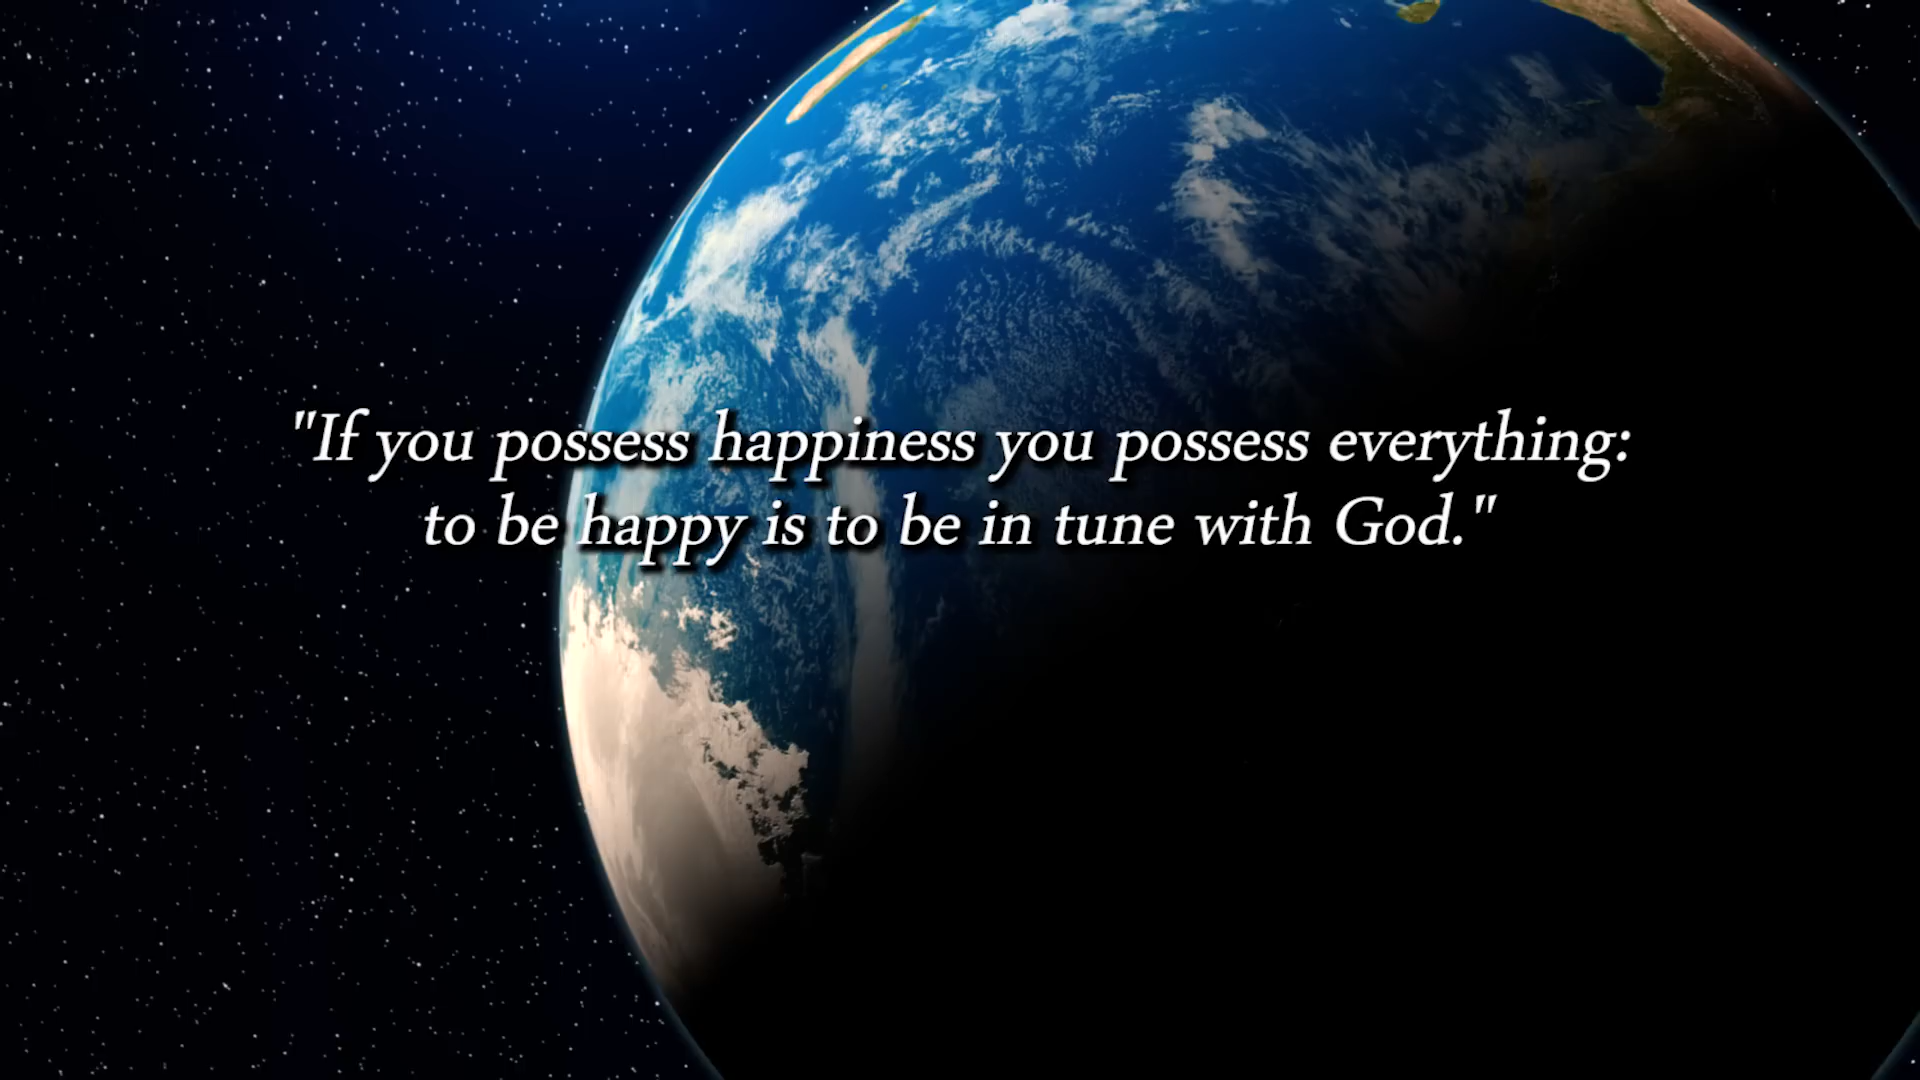 "If you possess happiness you possess everything:
to be happy is to be in tune with God."